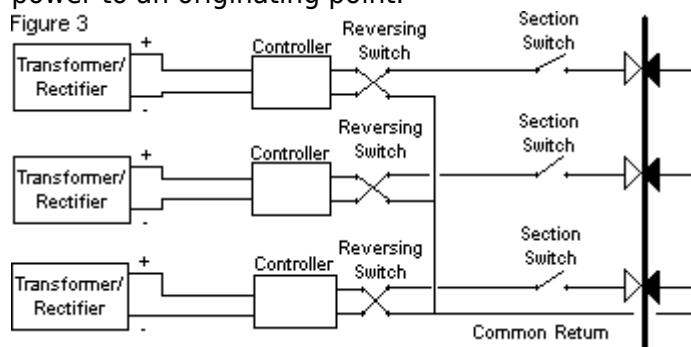 power to an originating point.
Figure 3
Transformer/
Rectifier
+
-
Controller
Reversing
Switch
Section
Switch
Transformer/
Rectifier
+
-
Controller
Reversing
Switch
Section
Switch
Transformer/
Rectifier
+
-
Controller
Reversing
Switch
Section
Switch
Common Return